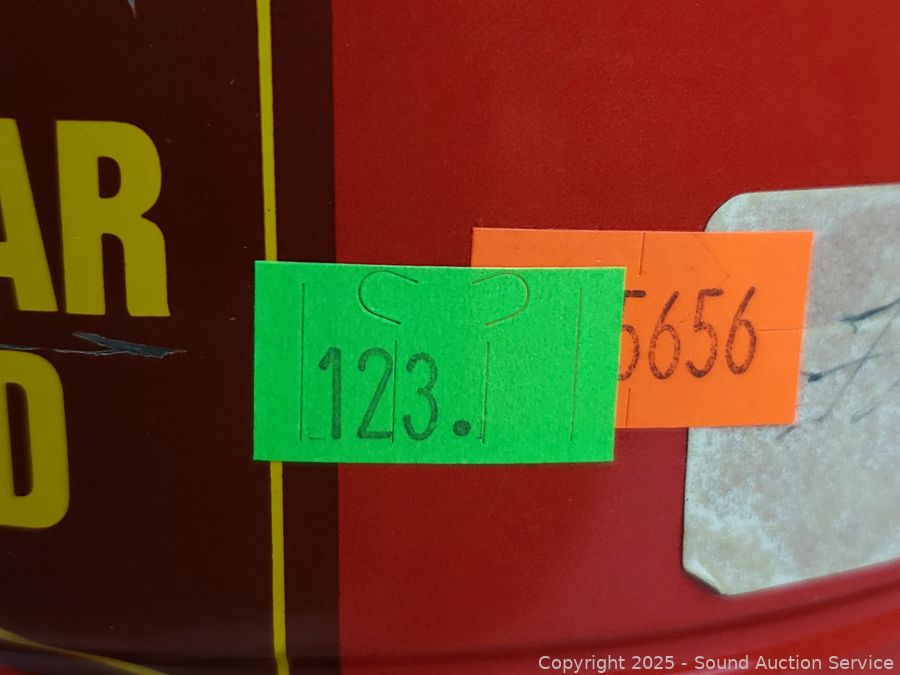 AR
D
123.
5656
Copyright 2025 - Sound Auction Service